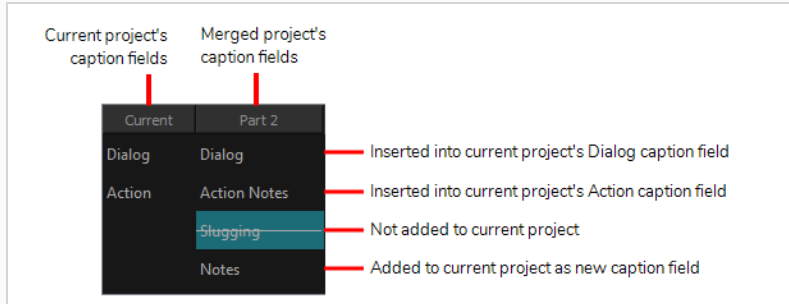 Current project's
caption fields
Merged project's
caption fields
Current Part 2
Dialog Dialog Inserted into current project's Dialog caption field
Action Action Notes Inserted into current project's Action caption field
Slugging Not added to current project
Notes Added to current project as new caption field